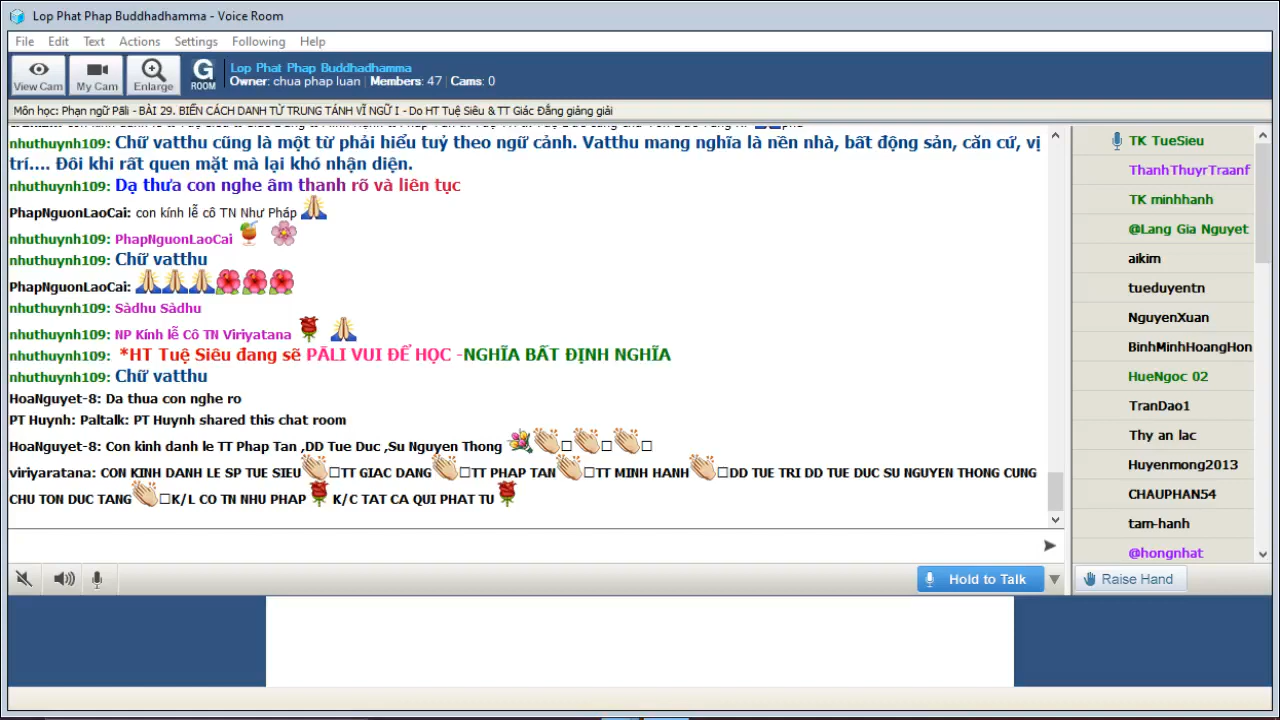 Lop Phat Phap Buddhadhamma - Voice Room
File Edit Text Actions Settings Following Help
View Cam My Cam Enlarge G ROOM
Lop Phat Phap Buddhadhamma
Owner: chua phap luan Members: 47 Cams: 0
Môn học: Phạn ngữ Pāli - BÀI 29. BIẾN CÁCH DANH TỪ TRUNG TÁNH VĨ NGỮ I - Do HT Tuệ Siêu & TT Giác Đẳng giảng giải
nhuthuynh109: Chữ vatthu cũng là một từ phải hiểu tuỳ theo ngữ cảnh. Vatthu mang nghĩa là nền nhà, bất động sản, căn cứ, vị
trí.... Đôi khi rất quen mặt mà lại khó nhận diện.
nhuthuynh109: Dạ thưa con nghe âm thanh rõ và liên tục
PhapNguonLaoCai: con kính lễ cô TN Như Pháp 🙏
nhuthuynh109: PhapNguonLaoCai 🍹 🌸
nhuthuynh109: Chữ vatthu
PhapNguonLaoCai: 🙏🙏🙏🌺🌺🌺
nhuthuynh109: Sàdhu Sàdhu
nhuthuynh109: NP Kính lễ Cô TN Viriyatana 🌹 🙏
nhuthuynh109: *HT Tuệ Siêu đang sẽ PĀLI VUI ĐỂ HỌC -NGHĨA BẤT ĐỊNH NGHĨA
nhuthuynh109: Chữ vatthu
HoaNguyet-8: Da thua con nghe ro
PT Huynh: Paltalk: PT Huynh shared this chat room
HoaNguyet-8: Con kinh danh le TT Phap Tan ,DD Tue Duc ,Su Nguyen Thong 💐👏□👏□👏□
viriyaratana: CON KINH DANH LE SP TUE SIEU👏□TT GIAC DANG👏□TT PHAP TAN👏□TT MINH HANH👏□DD TUE TRI DD TUE DUC SU NGUYEN THONG CUNG
CHU TON DUC TANG👏□K/L CO TN NHU PHAP🌹K/C TAT CA QUI PHAT TU🌹
TK TueSieu
ThanhThuyrTraanf
TK minhhanh
@Lang Gia Nguyet
aikim
tueduyentn
NguyenXuan
BinhMinhHoangHon
HueNgoc 02
TranDao1
Thy an lac
Huyenmong2013
CHAUPHAN54
tam-hanh
@hongnhat
Hold to Talk
Raise Hand